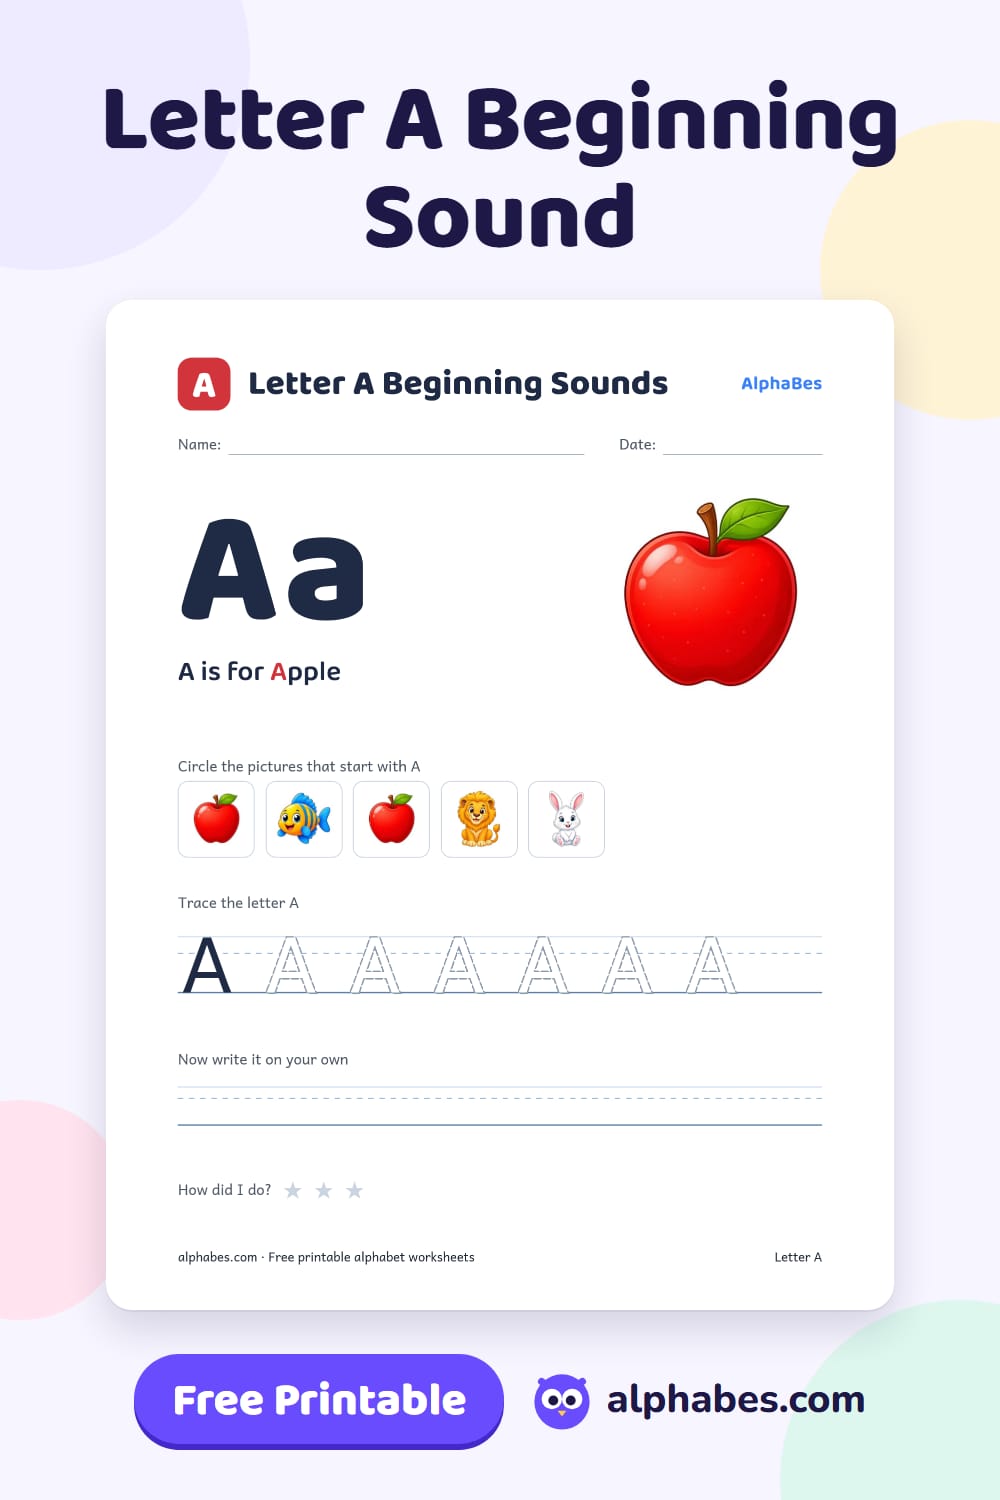 Letter A Beginning
Sound
A Letter A Beginning Sounds AlphaBes
Name: Date:
Aa
A is for Apple
Circle the pictures that start with A
Trace the letter A
A A A A A A A
Now write it on your own
How did I do?
alphabes.com · Free printable alphabet worksheets Letter A
Free Printable alphabes.com